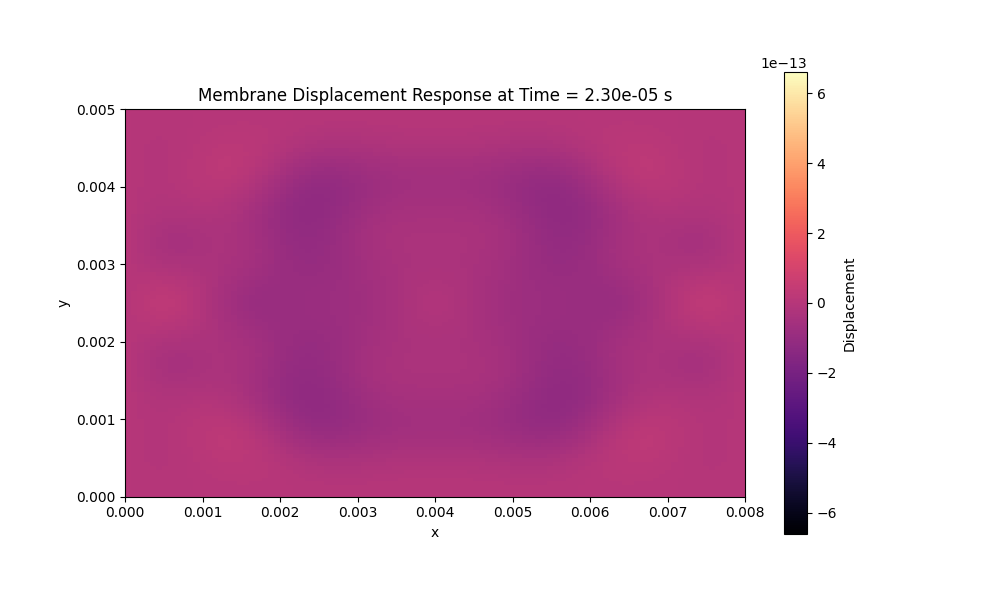 1e−13
Membrane Displacement Response at Time = 2.30e-05 s
0.005
0.004
0.003
0.002
0.001
0.000
y
0.000 0.001 0.002 0.003 0.004 0.005 0.006 0.007 0.008
x
6
4
2
0
−2
−4
−6
Displacement